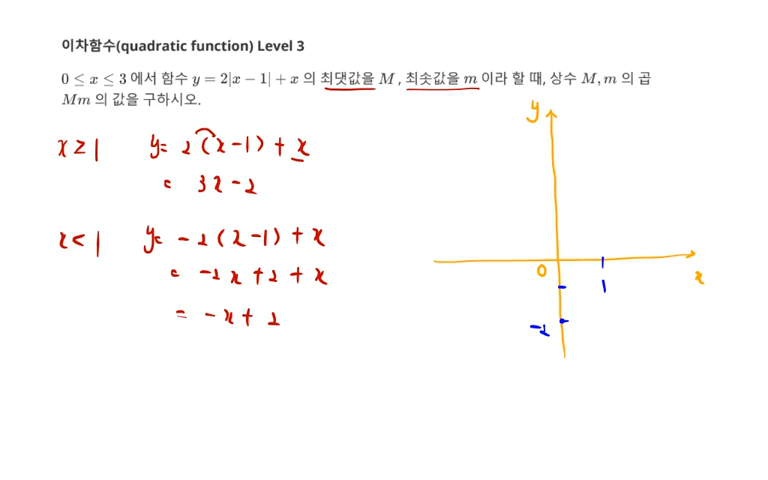 이차함수(quadratic function) Level 3
0 ≤ x ≤ 3 에서 함수 y = 2|x − 1| + x 의 최댓값을 M , 최솟값을 m 이라 할 때, 상수 M, m 의 곱
Mm 의 값을 구하시오.
x ≥ 1 y = 2(x-1) + x
= 3x - 2
x < 1 y = -2(x-1) + x
= -2x + 2 + x
= -x + 2
y
0
x
1
-2